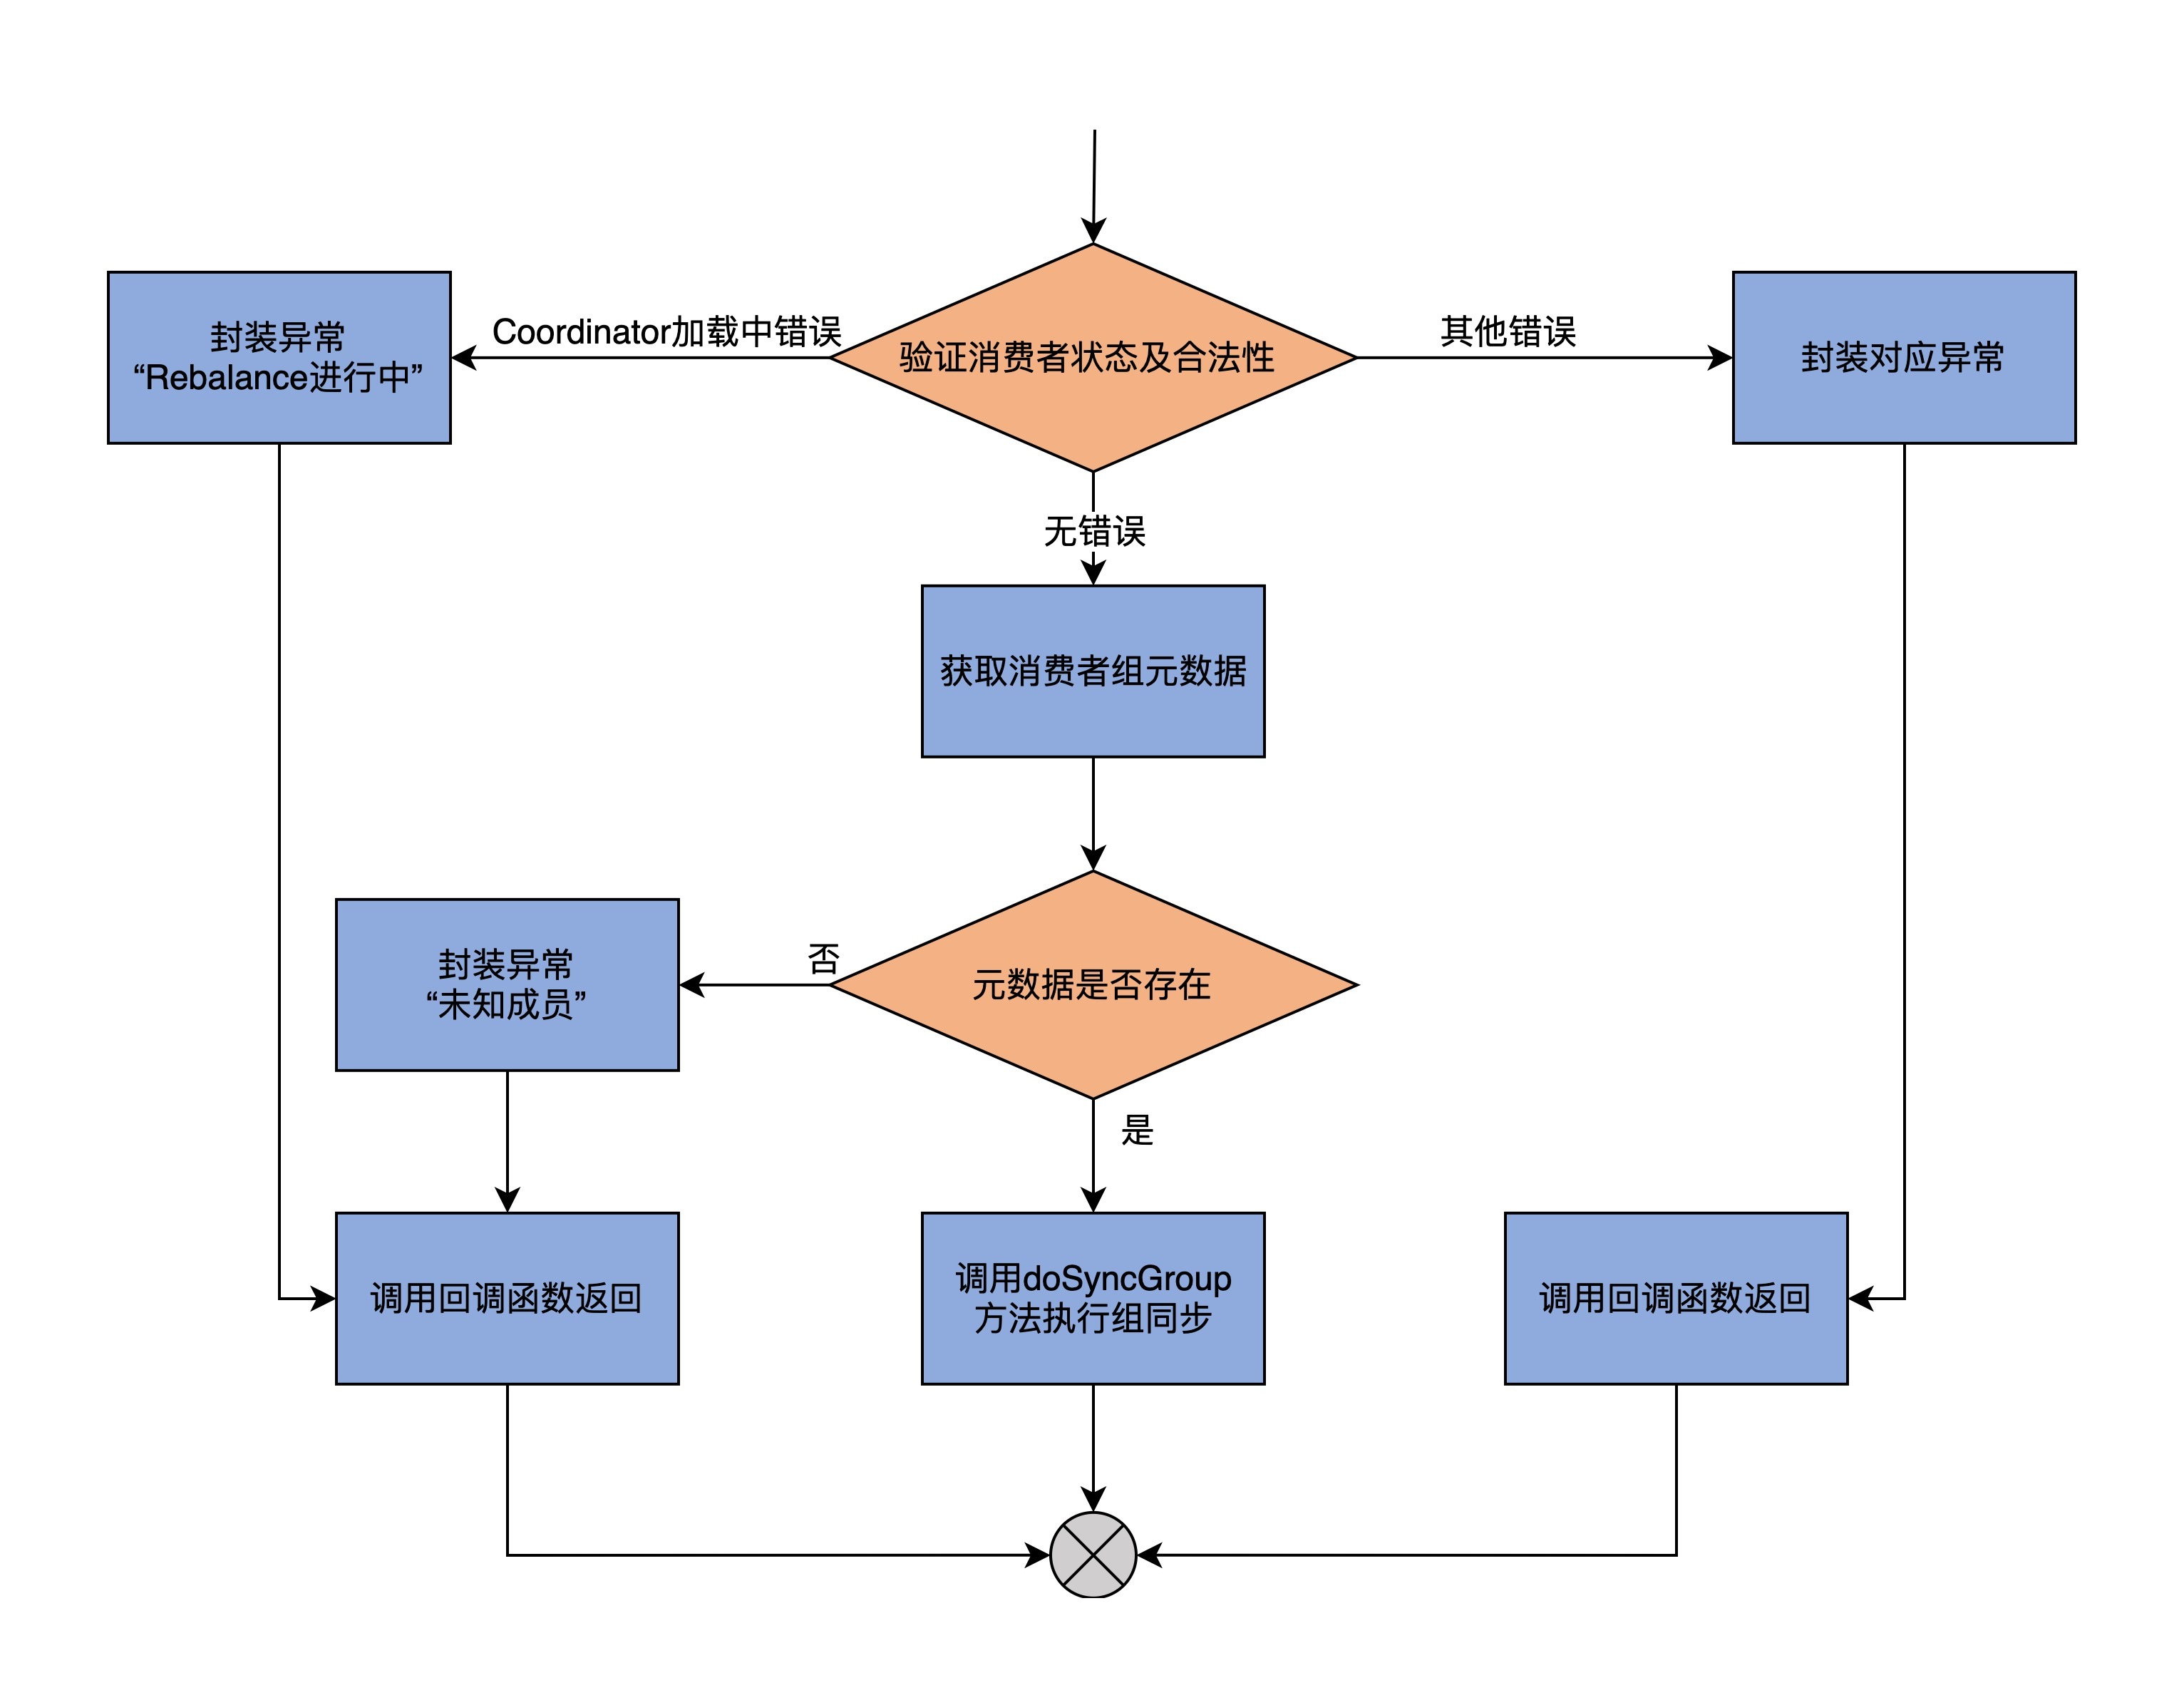 Coordinator加载中错误
其他错误
封装异常
“Rebalance进行中”
验证消费者状态及合法性
封装对应异常
无错误
获取消费者组元数据
否
封装异常
“未知成员”
元数据是否存在
是
调用回调函数返回
调用doSyncGroup
方法执行组同步
调用回调函数返回